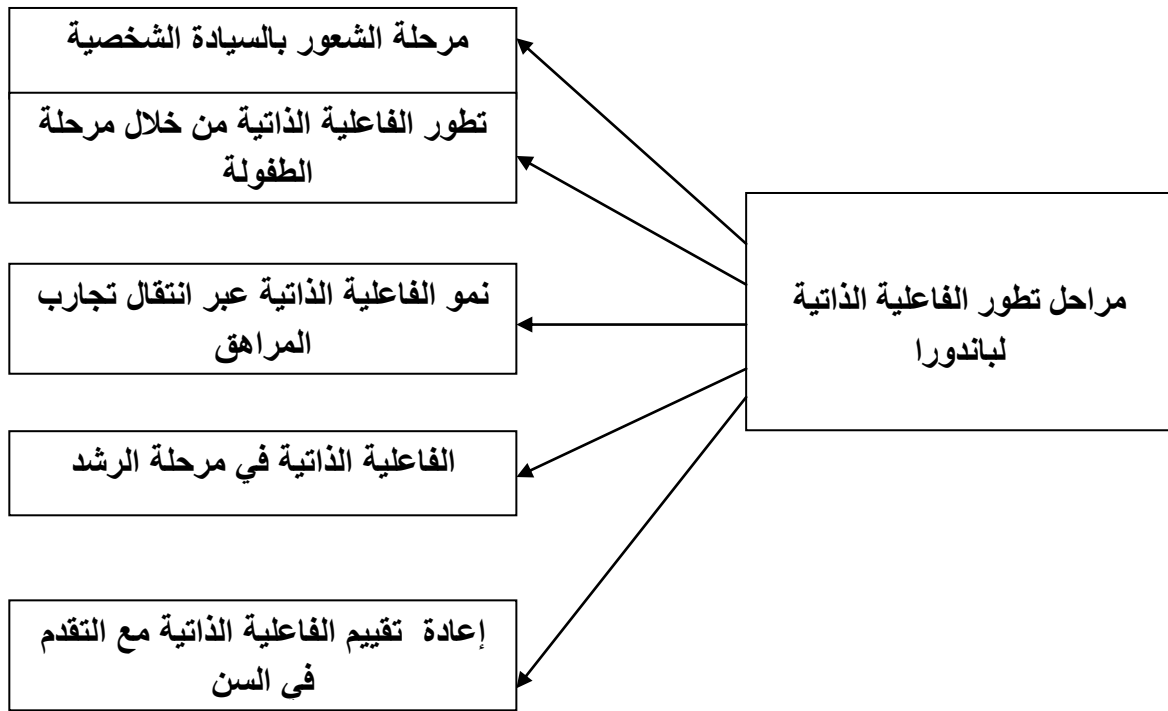 مراحل تطور الفاعلية الذاتية
لباندورا
مرحلة الشعور بالسيادة الشخصية
تطور الفاعلية الذاتية من خلال مرحلة
الطفولة
نمو الفاعلية الذاتية عبر انتقال تجارب
المراهق
الفاعلية الذاتية في مرحلة الرشد
إعادة تقييم الفاعلية الذاتية مع التقدم
في السن